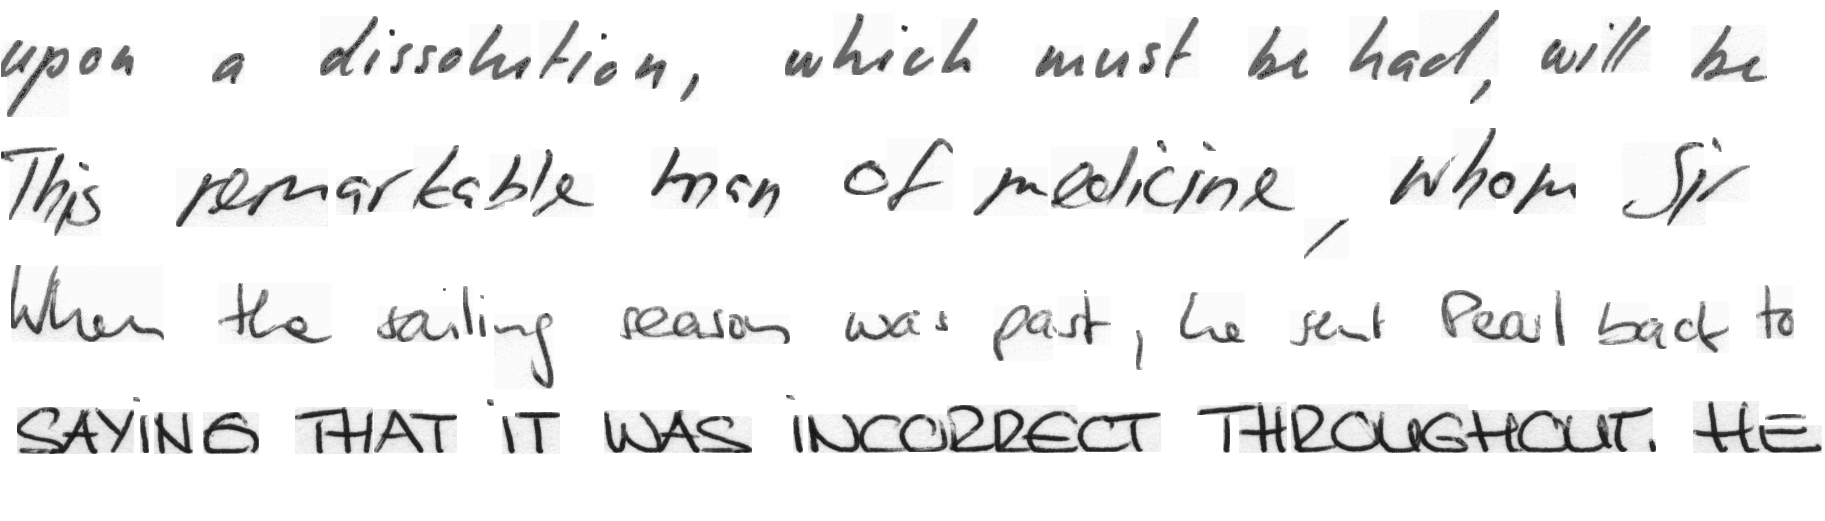 upon a dissolution, which must be had, will be
This remarkable man of medicine, whom Sir
When the sailing season was past, he sent Pearl back to
SAYING THAT IT WAS INCORRECT THROUGHOUT. HE